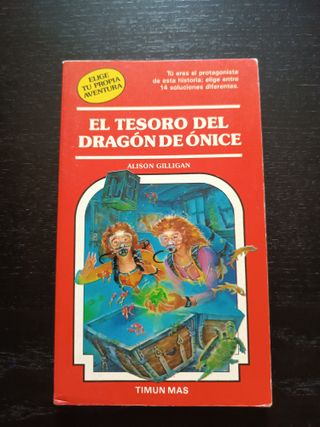 ELIGE
TU PROPIA
AVENTURA
Tú eres el protagonista
de esta historia: elige entre
14 soluciones diferentes.
EL TESORO DEL
DRAGÓN DE ÓNICE
ALISON GILLIGAN
TIMUN MAS